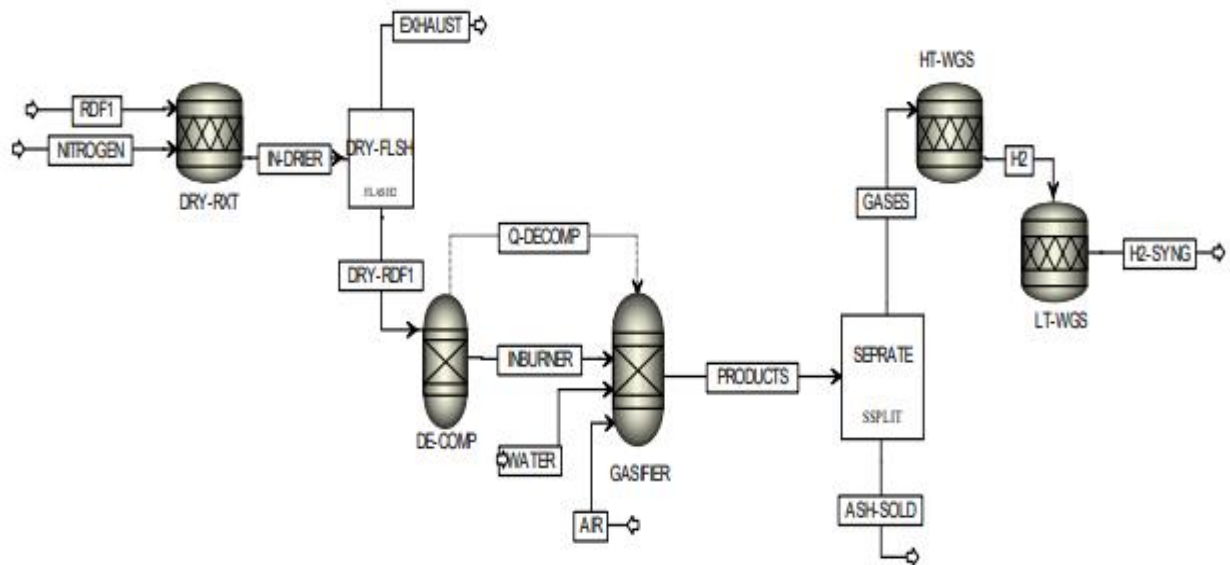 EXHAUST
HT-WGS
RDF1
NITROGEN
IN-DRIER
DRY-FLSH
FLASH2
DRY-RXT
H2
GASES
Q-DECOMP
DRY-RDF1
H2-SYNG
LT-WGS
SEPRATE
INBURNER
PRODUCTS
SSPLIT
DE-COMP
WATER
GASIFIER
ASH-SOLD
AIR